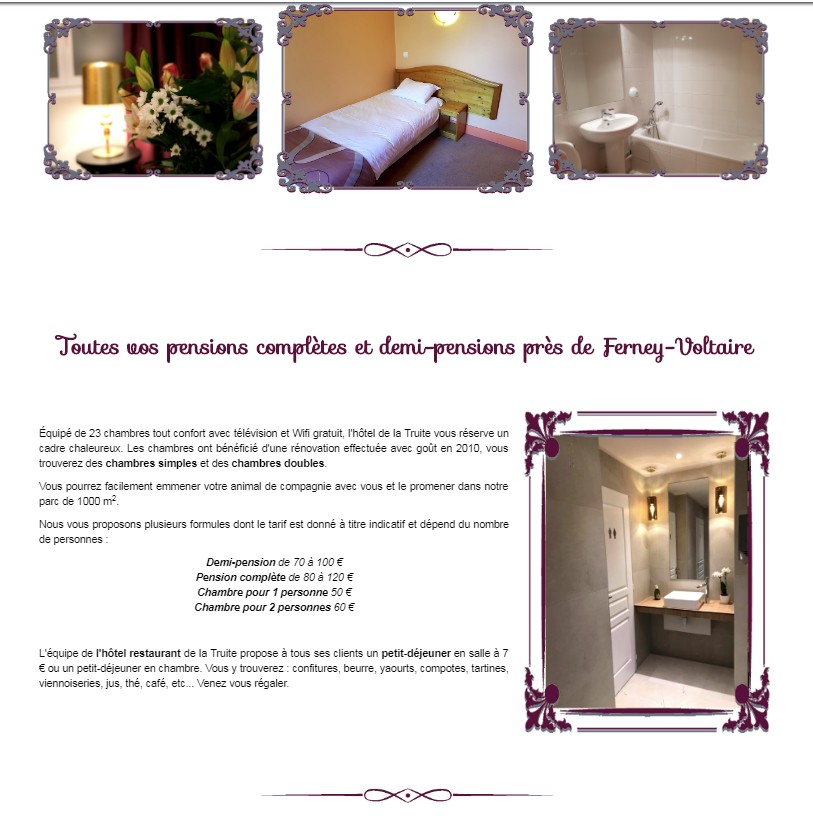 Toutes vos pensions complètes et demi-pensions près de Ferney-Voltaire
Équipé de 23 chambres tout confort avec télévision et Wifi gratuit, l'hôtel de la Truite vous réserve un
cadre chaleureux. Les chambres ont bénéficié d'une rénovation effectuée avec goût en 2010, vous
trouverez des chambres simples et des chambres doubles.
Vous pourrez facilement emmener votre animal de compagnie avec vous et le promener dans notre
parc de 1000 m².
Nous vous proposons plusieurs formules dont le tarif est donné à titre indicatif et dépend du nombre
de personnes :
Demi-pension de 70 à 100 €
Pension complète de 80 à 120 €
Chambre pour 1 personne 50 €
Chambre pour 2 personnes 60 €
L'équipe de l'hôtel restaurant de la Truite propose à tous ses clients un petit-déjeuner en salle à 7
€ ou un petit-déjeuner en chambre. Vous y trouverez : confitures, beurre, yaourts, compotes, tartines,
viennoiseries, jus, thé, café, etc... Venez vous régaler.